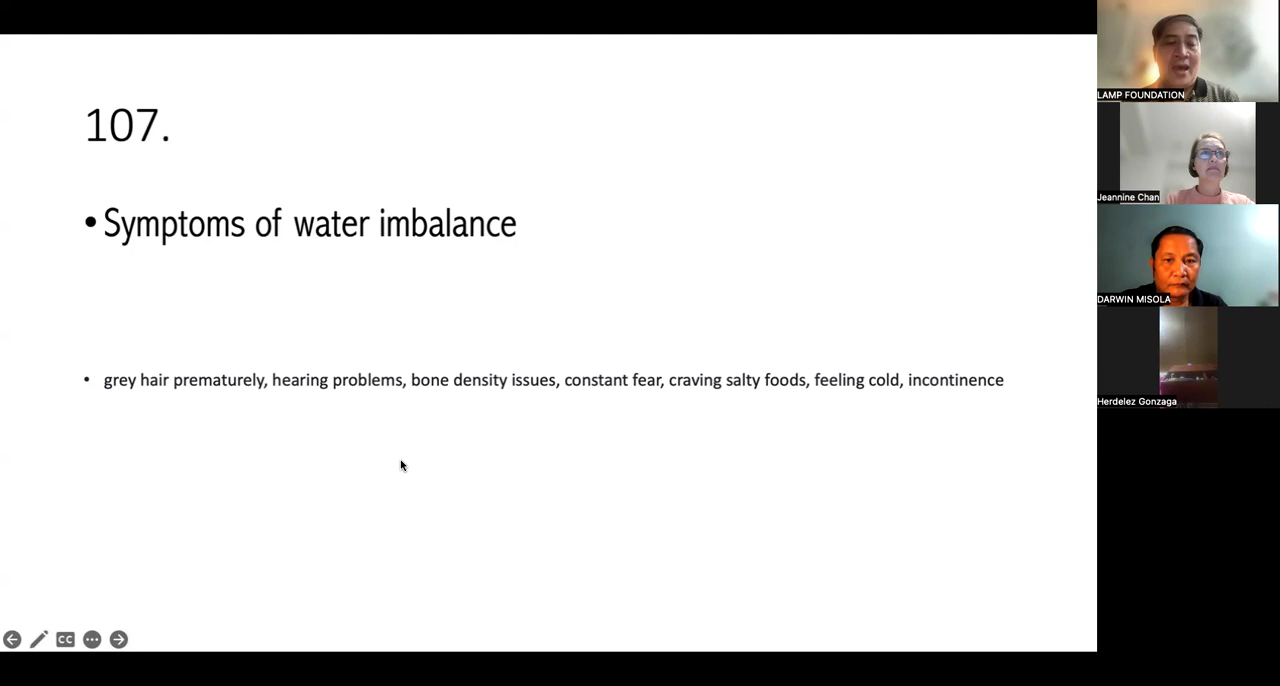 107.
• Symptoms of water imbalance
• grey hair prematurely, hearing problems, bone density issues, constant fear, craving salty foods, feeling cold, incontinence
CC
LAMP FOUNDATION
Jeannine Chan
DARWIN MISOLA
Herdelez Gonzaga